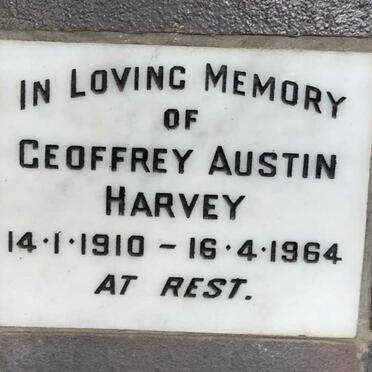 IN LOVING MEMORY
OF
GEOFFREY AUSTIN
HARVEY
14·1·1910 – 16·4·1964
AT REST.